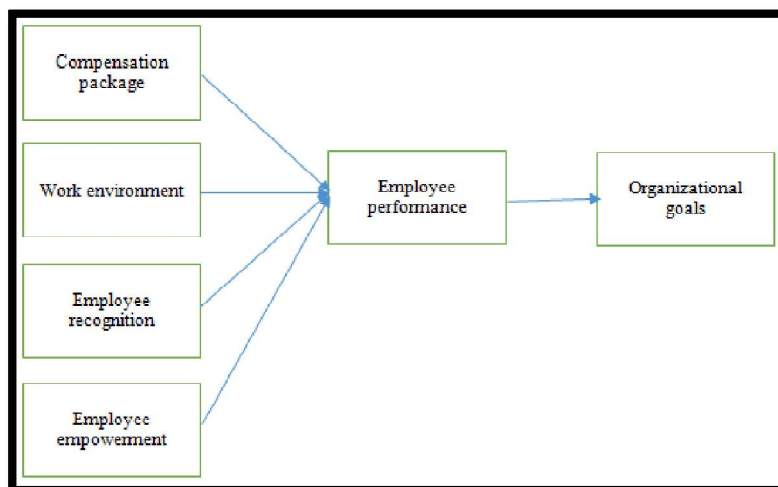 Compensation
package
Work environment
Employee
performance
Organizational
goals
Employee
recognition
Employee
empowerment